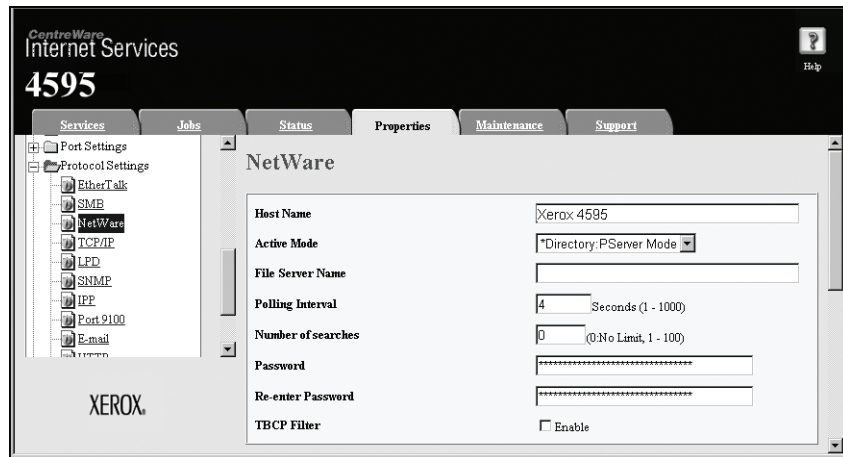 CentreWare
Internet Services
4595
Help
Services Jobs Status Properties Maintenance Support
Port Settings
Protocol Settings
EtherTalk
SMB
NetWare
TCP/IP
LPD
SNMP
IPP
Port 9100
E-mail
HTTP
XEROX®
NetWare
Host Name Xerox 4595
Active Mode *Directory:PServer Mode
File Server Name
Polling Interval 4 Seconds (1 - 1000)
Number of searches 0 (0:No Limit, 1 - 100)
Password *******************************
Re-enter Password *******************************
TBCP Filter Enable